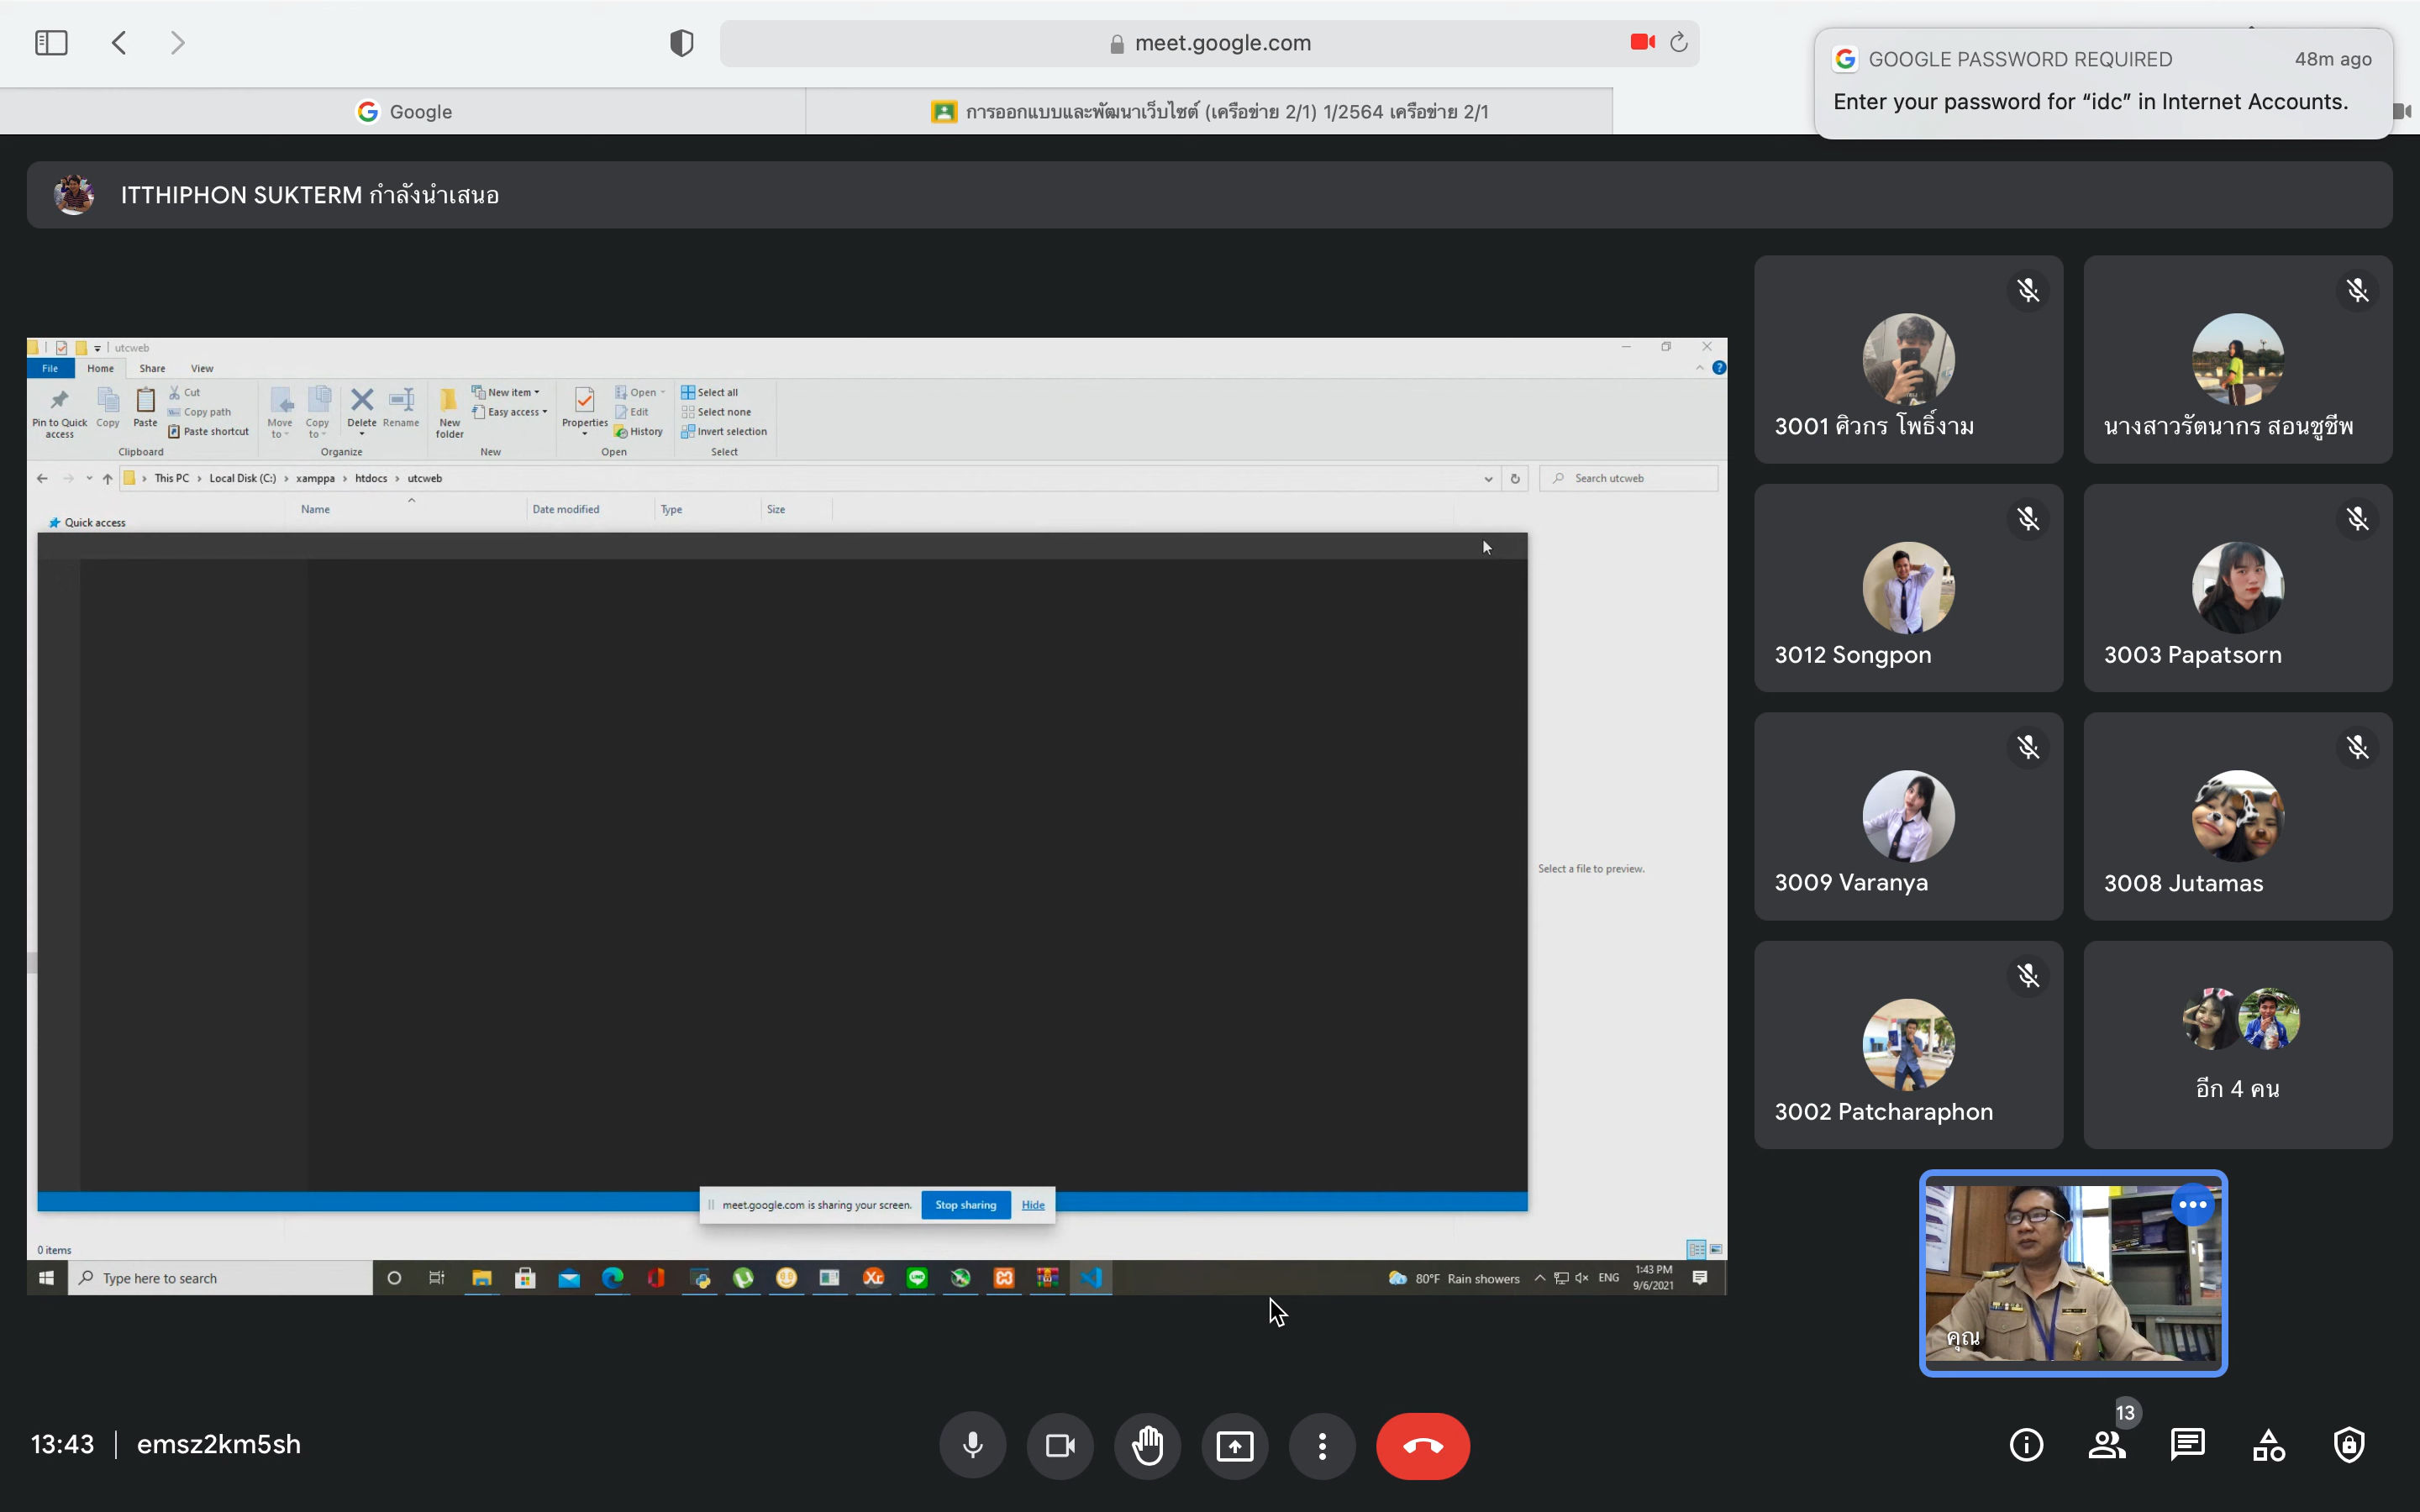 meet.google.com
GOOGLE PASSWORD REQUIRED
48m ago
Enter your password for “idc” in Internet Accounts.
Google
การออกแบบและพัฒนาเว็บไซต์ (เครือข่าย 2/1) 1/2564 เครือข่าย 2/1
ITTHIPHON SUKTERM กำลังนำเสนอ
utcweb
File Home Share View
Pin to Quick access
Copy
Paste
Cut
Copy path
Paste shortcut
Move to
Copy to
Delete
Rename
New folder
New item
Easy access
Properties
Open
Edit
History
Select all
Select none
Invert selection
Clipboard Organize New Open Select
This PC › Local Disk (C:) › xamppa › htdocs › utcweb
Search utcweb
Name Date modified Type Size
Quick access
Select a file to preview.
meet.google.com is sharing your screen. Stop sharing Hide
0 items
Type here to search
80°F Rain showers
ENG
1:43 PM
9/6/2021
3001 ศิวกร โพธิ์งาม
นางสาวรัตนากร สอนชูชีพ
3012 Songpon
3003 Papatsorn
3009 Varanya
3008 Jutamas
3002 Patcharaphon
อีก 4 คน
คุณ
13:43 | emsz2km5sh
13